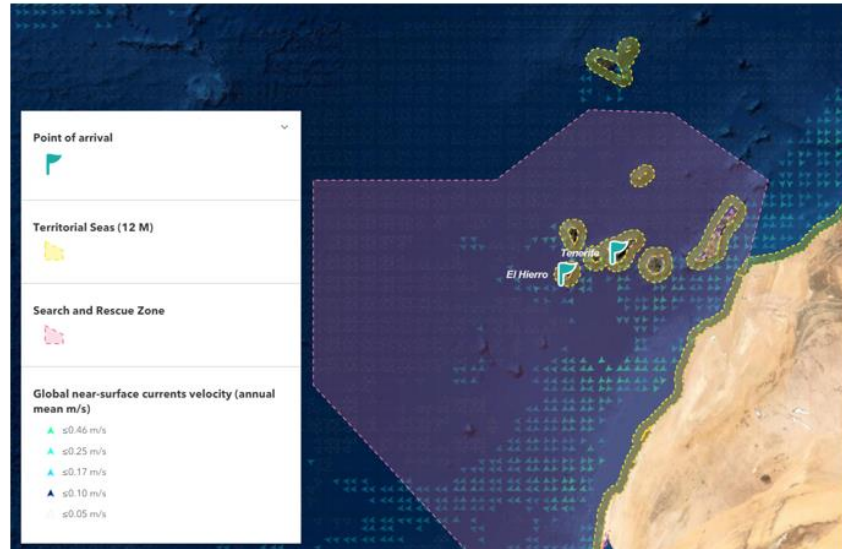 Point of arrival
Territorial Seas (12 M)
Search and Rescue Zone
Global near-surface currents velocity (annual
mean m/s)
≤0.46 m/s
≤0.25 m/s
≤0.17 m/s
≤0.10 m/s
≤0.05 m/s
Tenerife
El Hierro